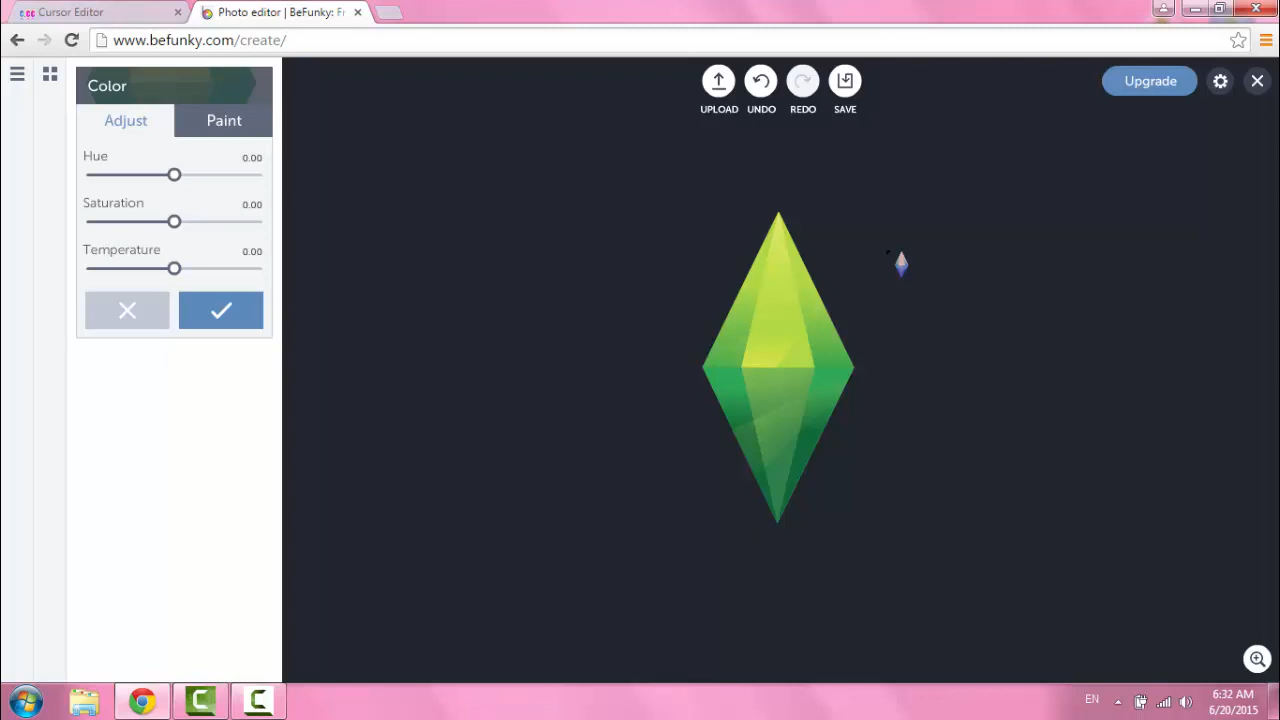 Cursor Editor
Photo editor | BeFunky: Fr
www.befunky.com/create/
Color
Adjust Paint
Hue 0.00
Saturation 0.00
Temperature 0.00
UPLOAD UNDO REDO SAVE
Upgrade
EN
6:32 AM
6/20/2015